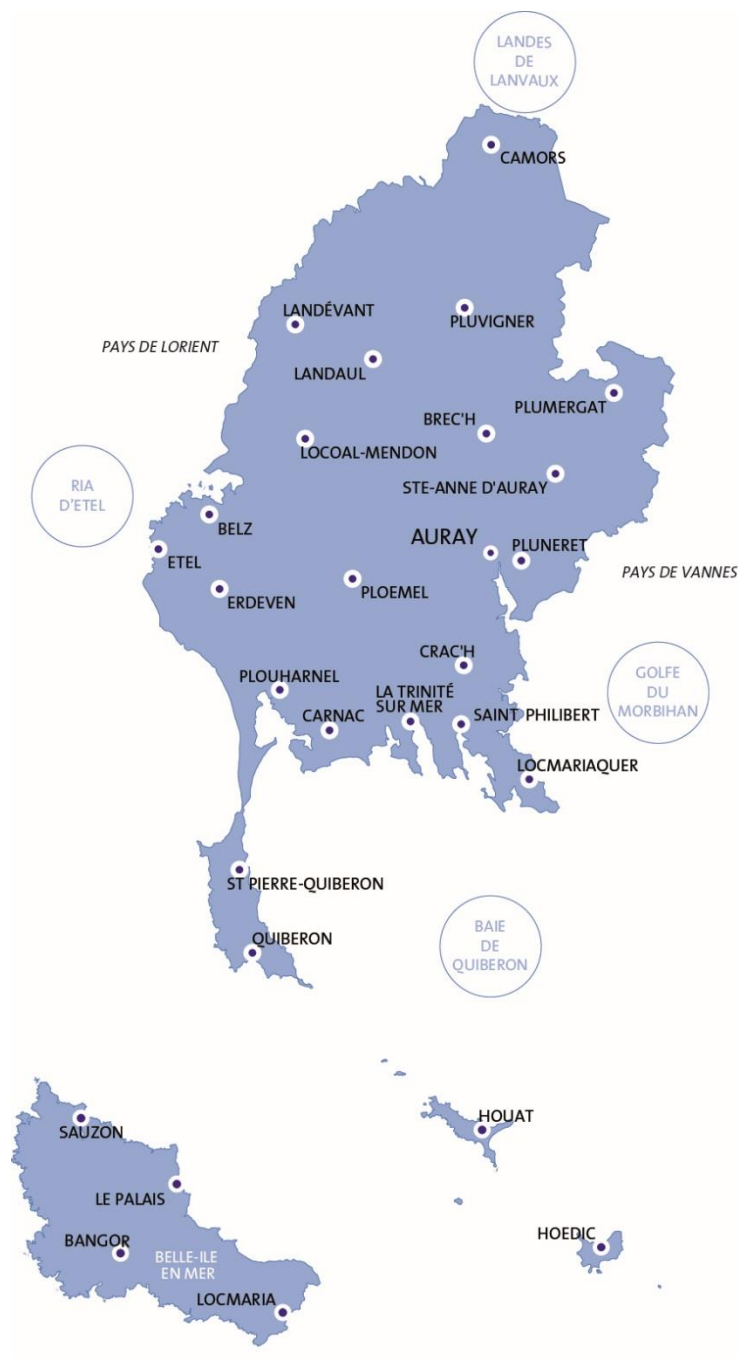 LANDES
DE
LANVAUX
CAMORS
LANDÉVANT
PLUVIGNER
PAYS DE LORIENT
LANDAUL
PLUMERGAT
BREC'H
LOCOAL-MENDON
STE-ANNE D'AURAY
RIA
D'ETEL
BELZ
AURAY
PLUNERET
ETEL
PAYS DE VANNES
ERDEVEN
PLOEMEL
CRAC'H
GOLFE
DU
MORBIHAN
PLOUHARNEL
LA TRINITÉ
SUR MER
CARNAC
SAINT PHILIBERT
LOCMARIAQUER
ST PIERRE-QUIBERON
QUIBERON
BAIE
DE
QUIBERON
HOUAT
SAUZON
LE PALAIS
HOEDIC
BANGOR
BELLE-ILE
EN MER
LOCMARIA